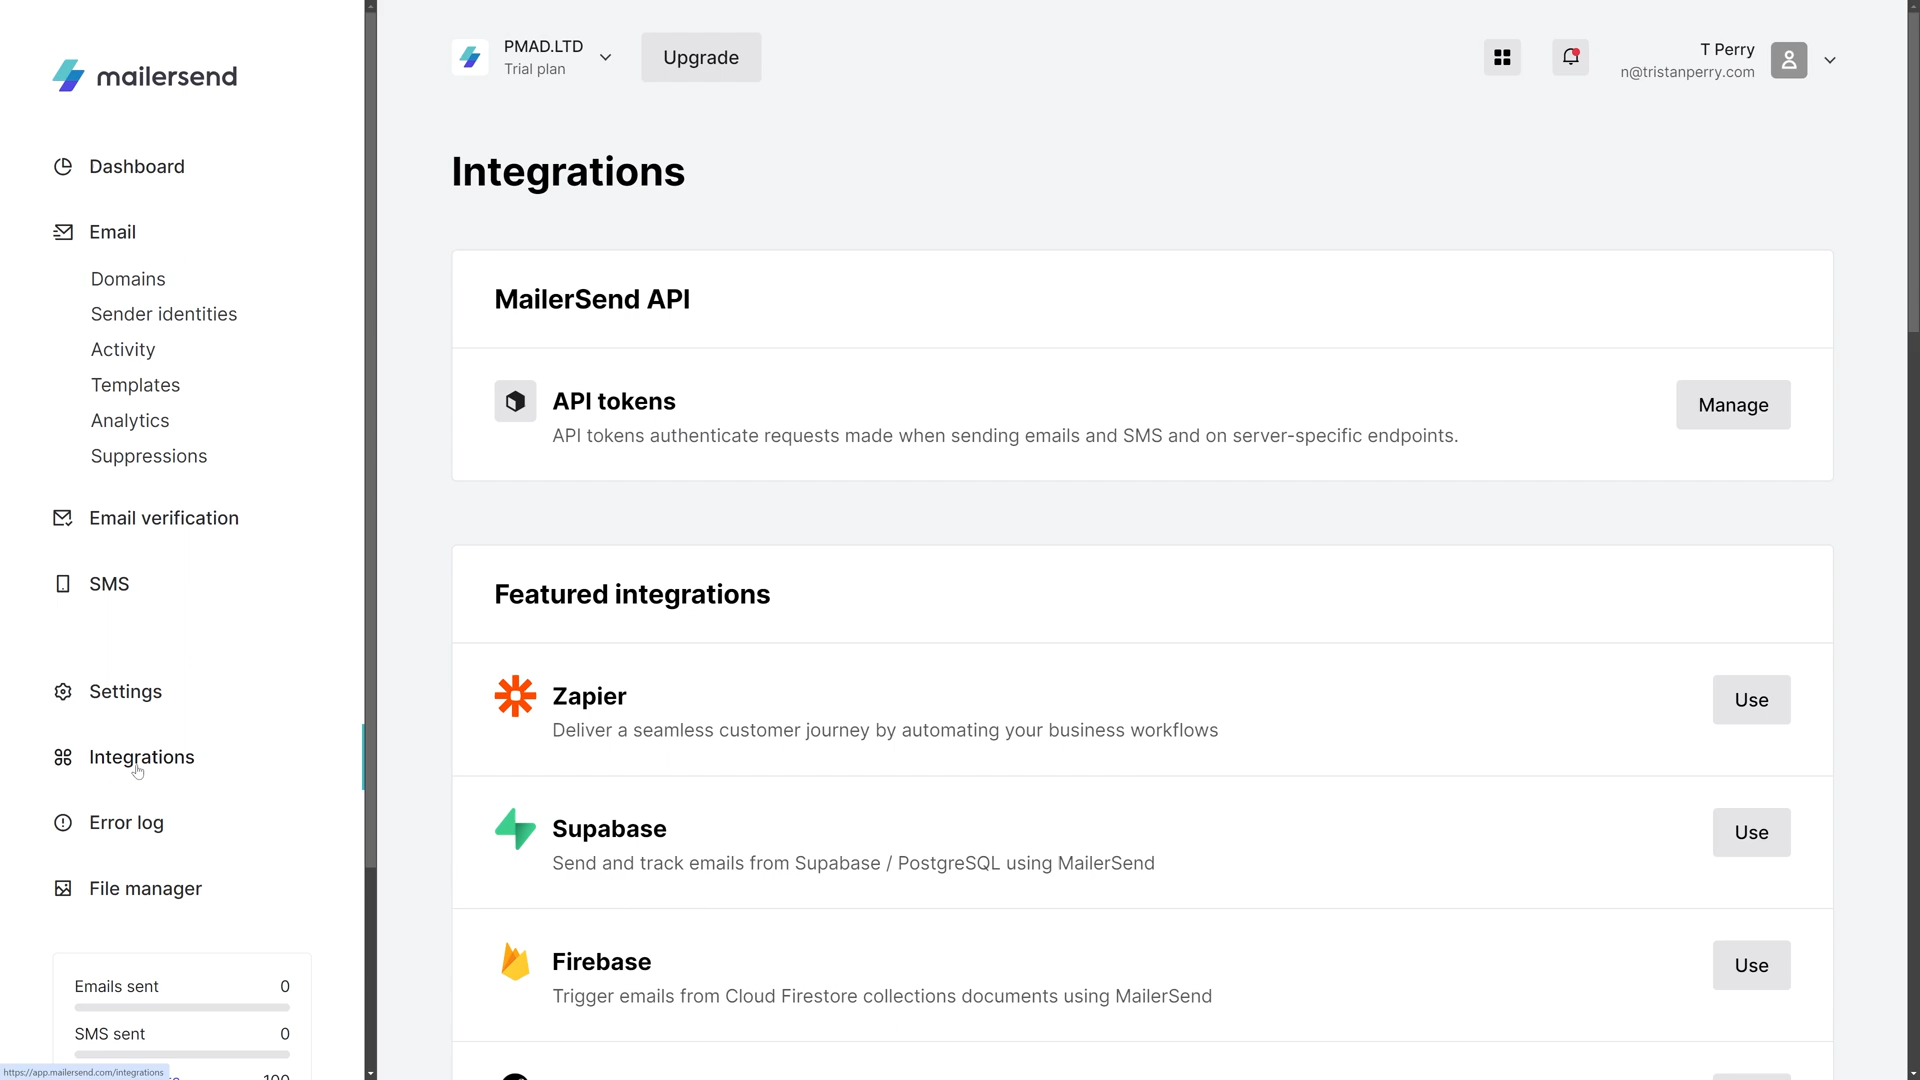 mailersend
Dashboard
Email
Domains
Sender identities
Activity
Templates
Analytics
Suppressions
Email verification
SMS
Settings
Integrations
Error log
File manager
Emails sent 0
SMS sent 0
100
https://app.mailersend.com/integrations
PMAD.LTD
Trial plan
Upgrade
T Perry
n@tristanperry.com
Integrations
MailerSend API
API tokens
API tokens authenticate requests made when sending emails and SMS and on server-specific endpoints.
Manage
Featured integrations
Zapier
Deliver a seamless customer journey by automating your business workflows
Use
Supabase
Send and track emails from Supabase / PostgreSQL using MailerSend
Use
Firebase
Trigger emails from Cloud Firestore collections documents using MailerSend
Use